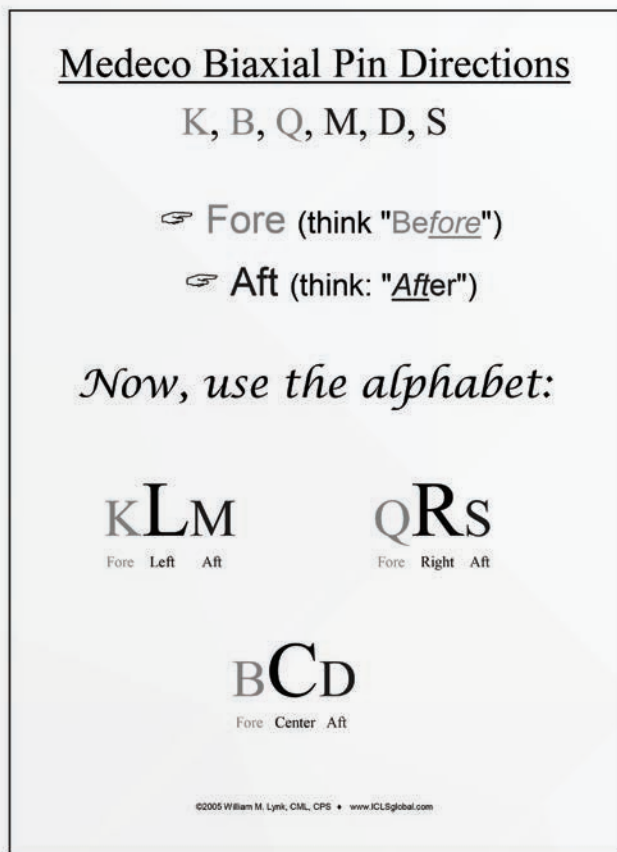 Medeco Biaxial Pin Directions
K, B, Q, M, D, S
☞ Fore (think "Before")
☞ Aft (think: "After")
Now, use the alphabet:
KLM QRS
Fore Left Aft Fore Right Aft
BCD
Fore Center Aft
©2005 William M. Lynk, CML, CPS ♦ www.ICLSglobal.com